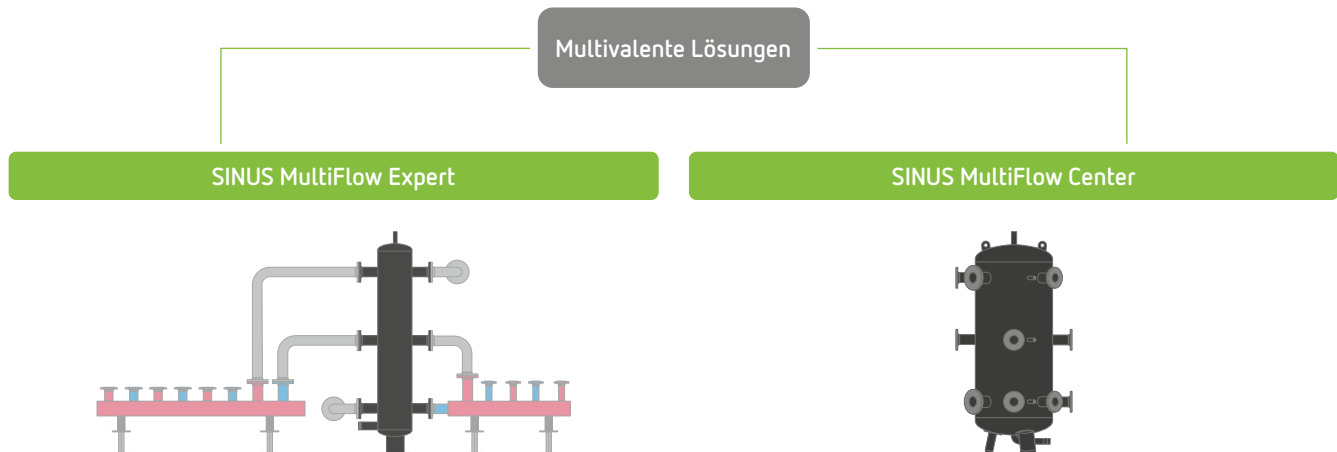 Multivalente Lösungen
SINUS MultiFlow Expert
SINUS MultiFlow Center